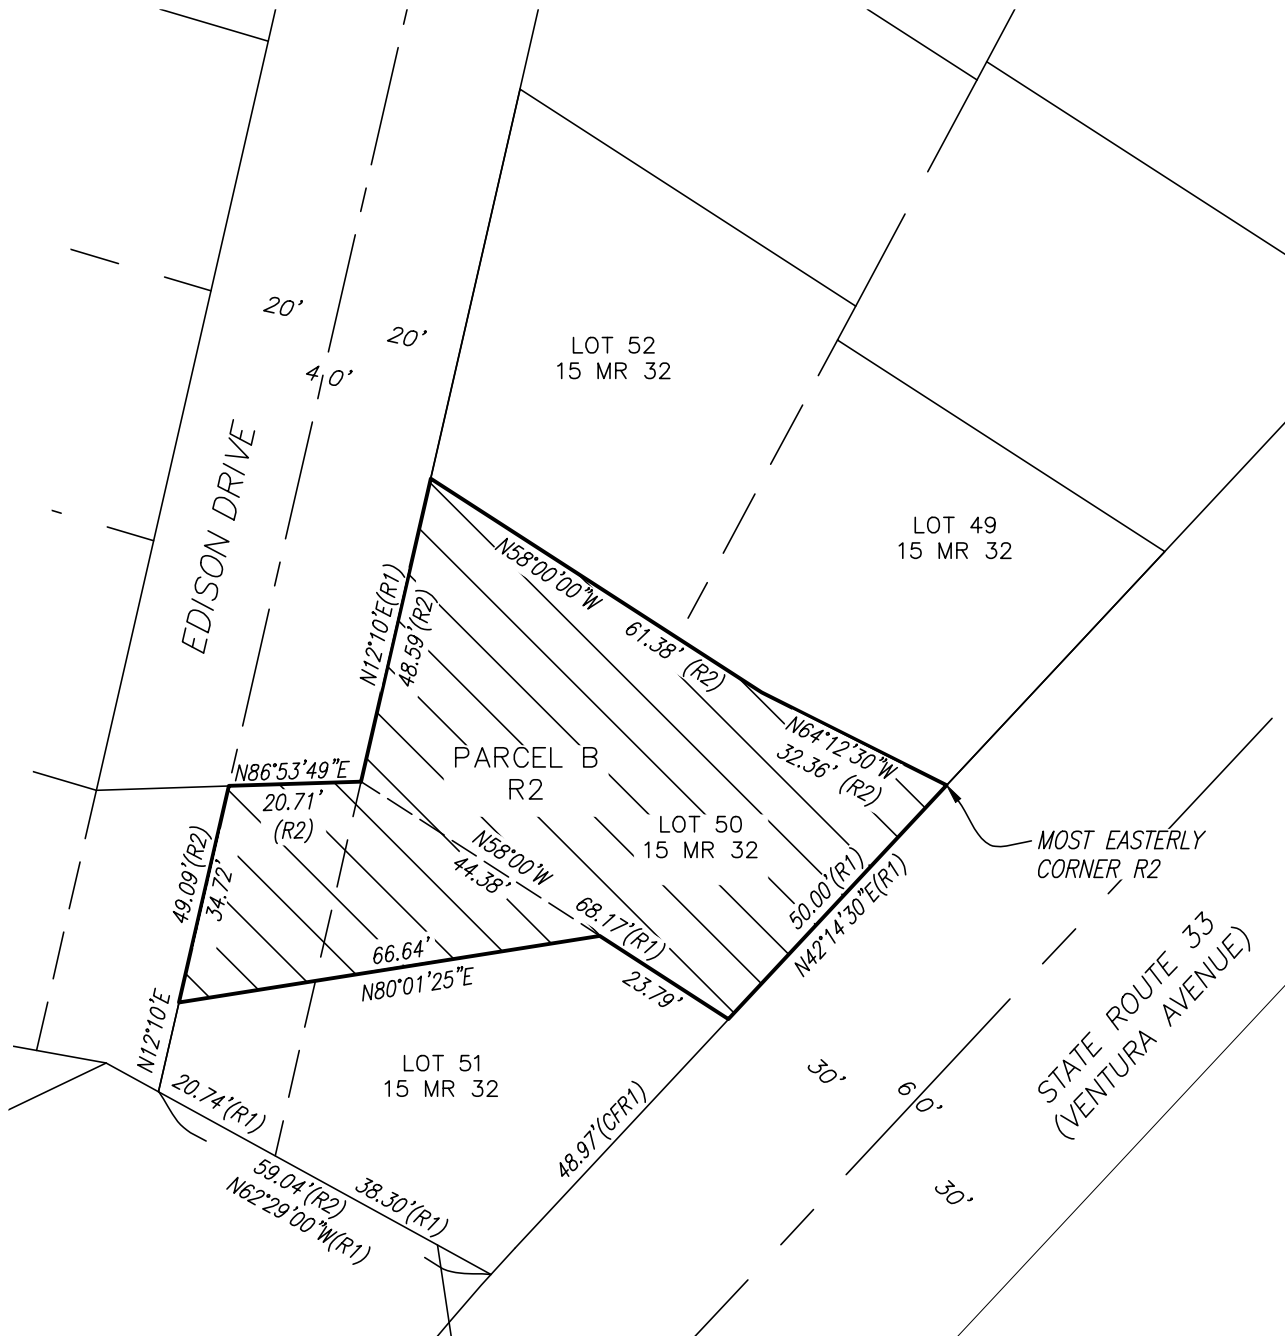 20'
20'
40'
LOT 52
15 MR 32
EDISON DRIVE
LOT 49
15 MR 32
N58°00'00"W
61.38' (R2)
N12°10'E(R1)
48.59'(R2)
N64°12'30"W
32.36' (R2)
PARCEL B
R2
N86°53'49"E
20.71'
(R2)
LOT 50
15 MR 32
MOST EASTERLY
CORNER R2
N58°00'W
44.38'
49.09'(R2)
34.72'
50.00'(R1)
N42°14'30"E(R1)
68.17'(R1)
23.79'
66.64'
N80°01'25"E
STATE ROUTE 33
(VENTURA AVENUE)
N12°10'E
LOT 51
15 MR 32
30'
60'
30'
20.74'(R1)
48.97'(CFR1)
59.04'(R2)
N62°29'00"W(R1)
38.30'(R1)